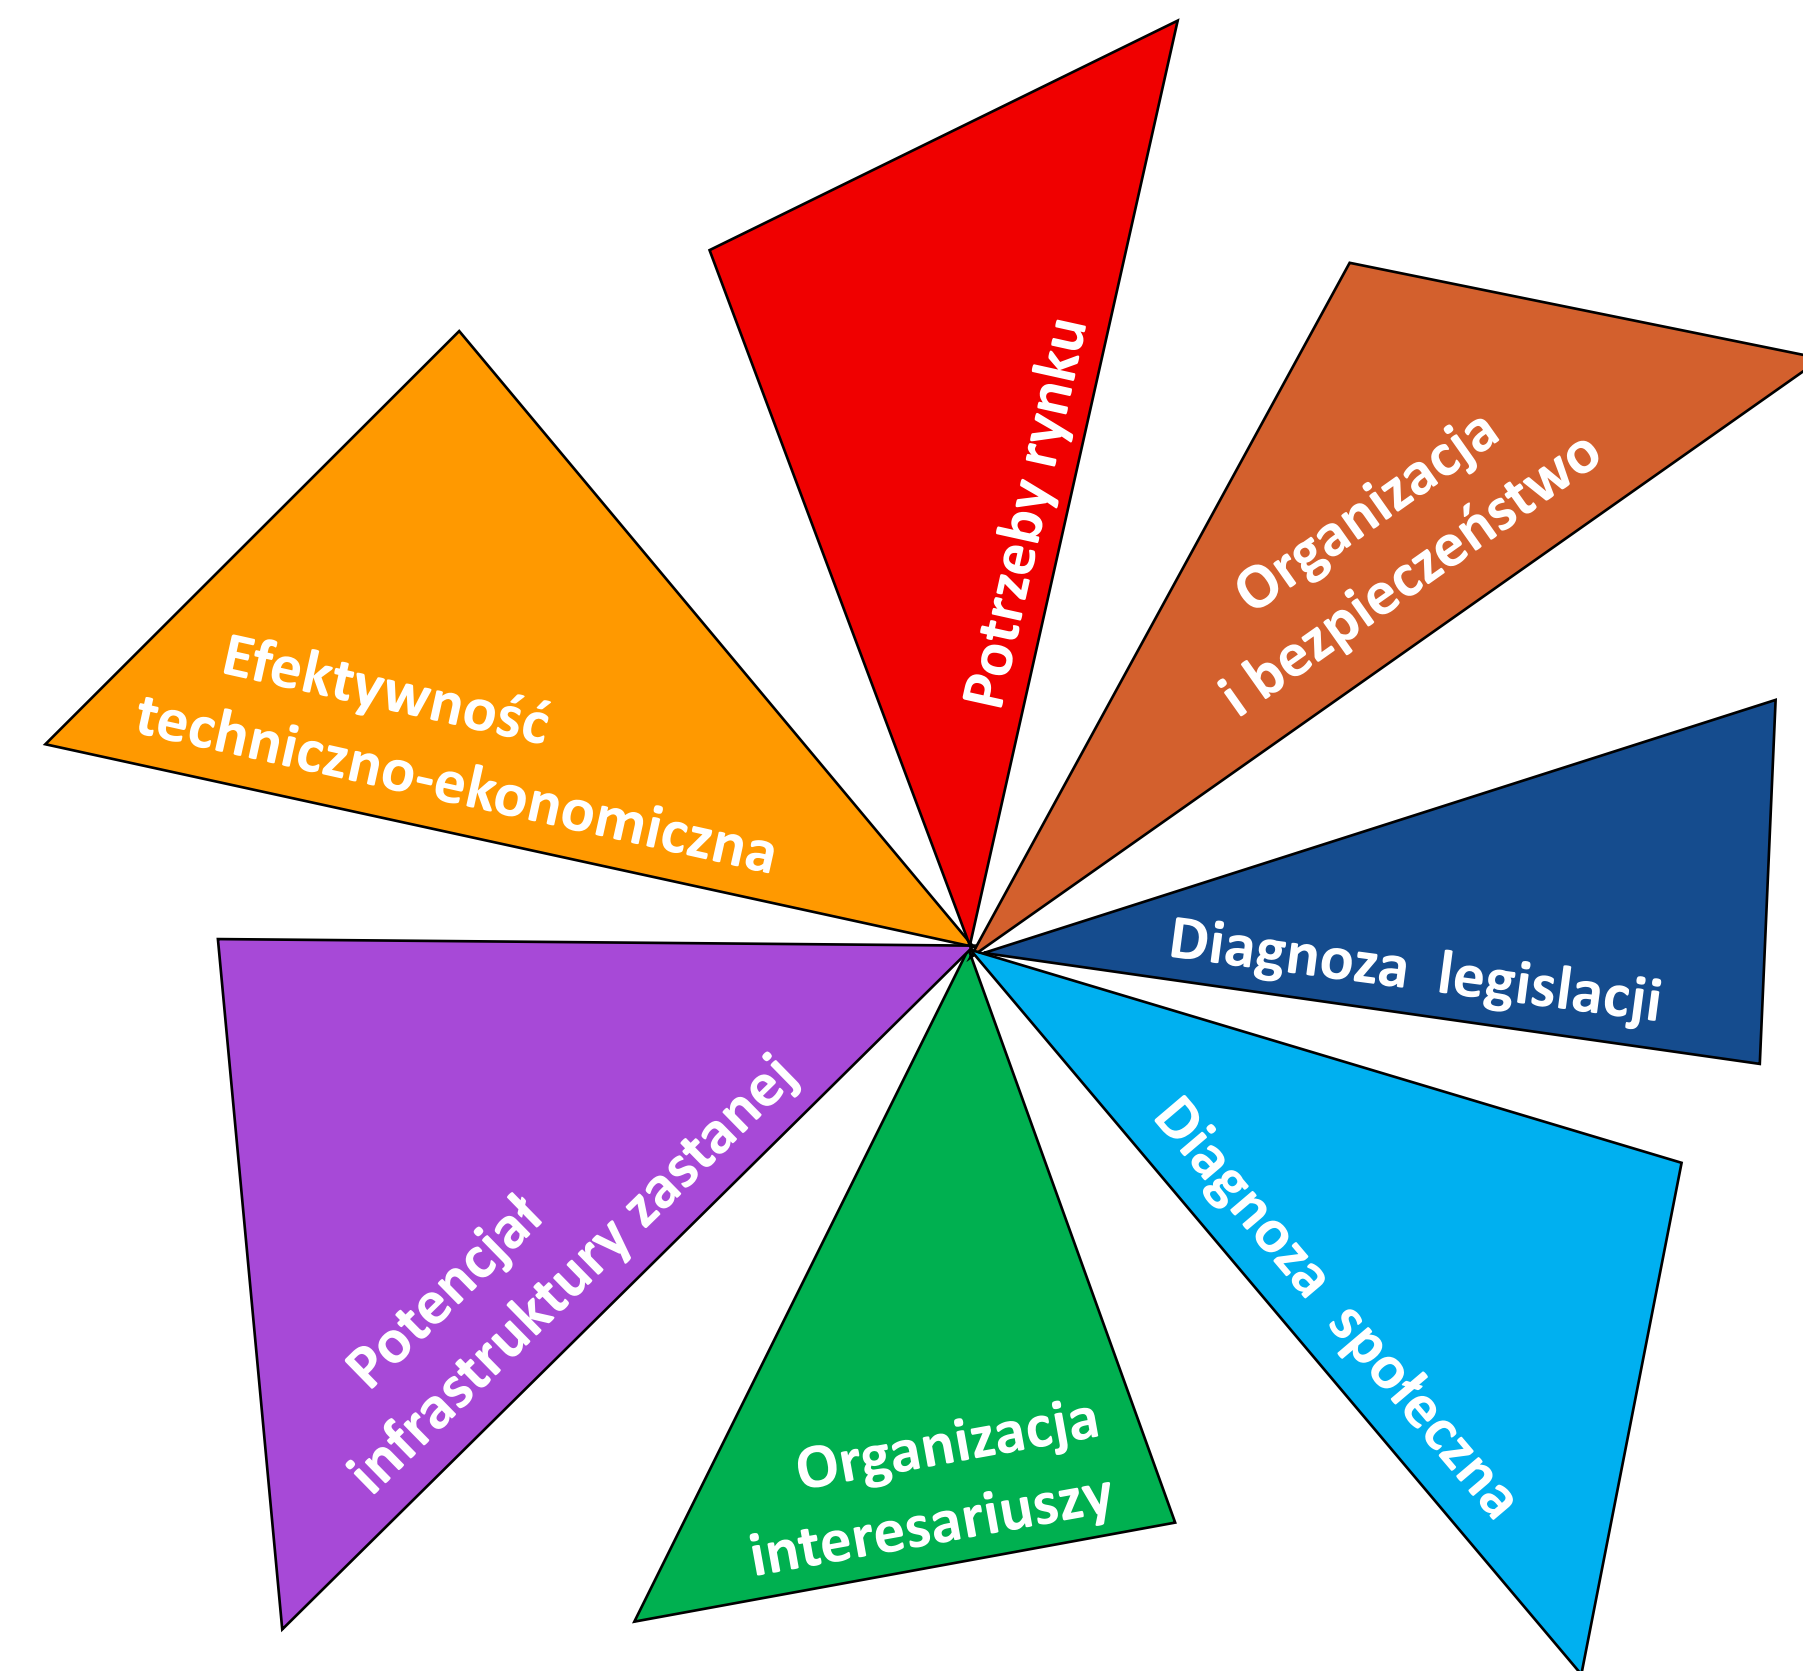 Potrzeby rynku
Organizacja
i bezpieczeństwo
Efektywność
techniczno-ekonomiczna
Diagnoza legislacji
Diagnoza społeczna
Potencjał
infrastruktury zastanej
Organizacja
interesariuszy